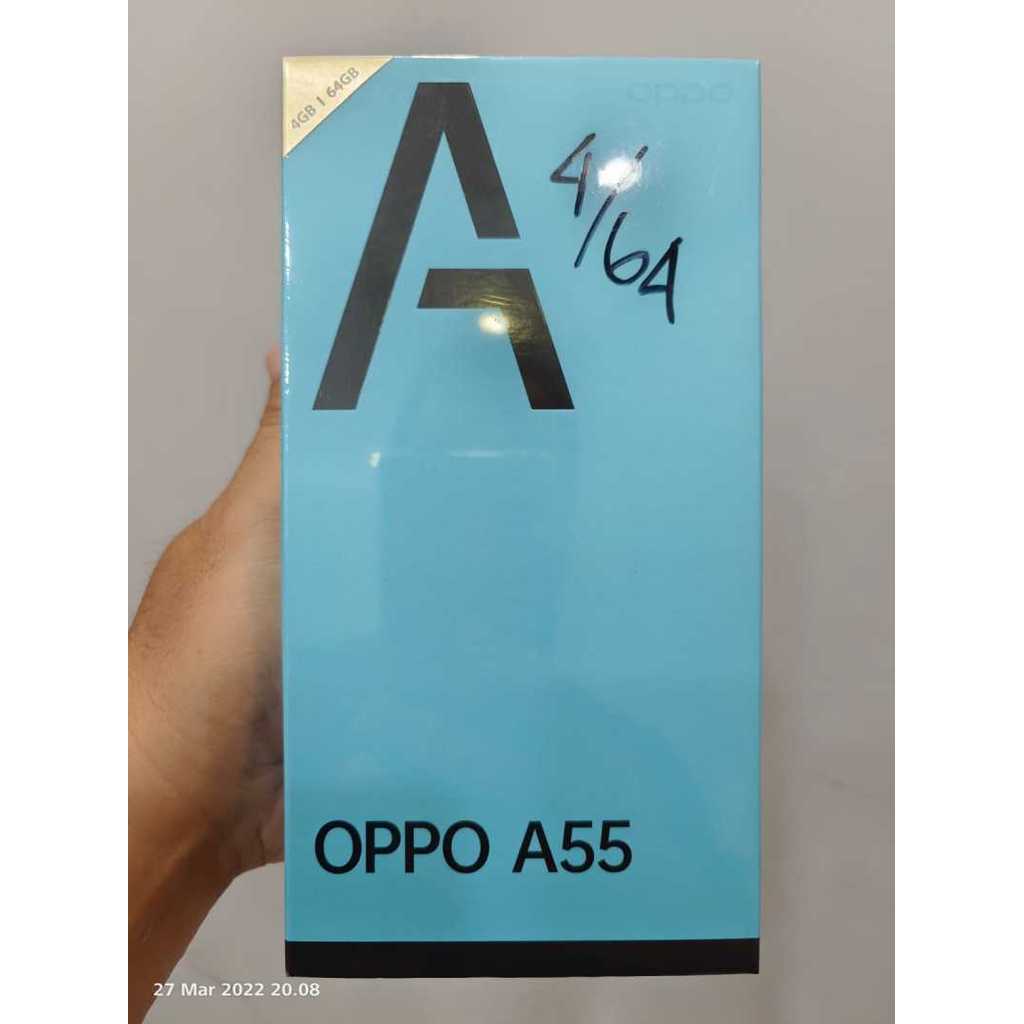 4GB | 64GB
oppo
A
4/64
OPPO A55
27 Mar 2022 20.08